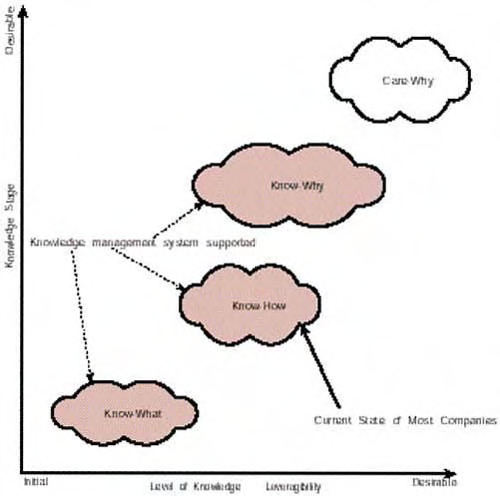 Desirable
Care-Why
Know-Why
Knowledge Stage
Knowledge management system supported
Know-How
Know-What
Current State of Most Companies
Initial
Level of Knowledge Leveragibility
Desirable